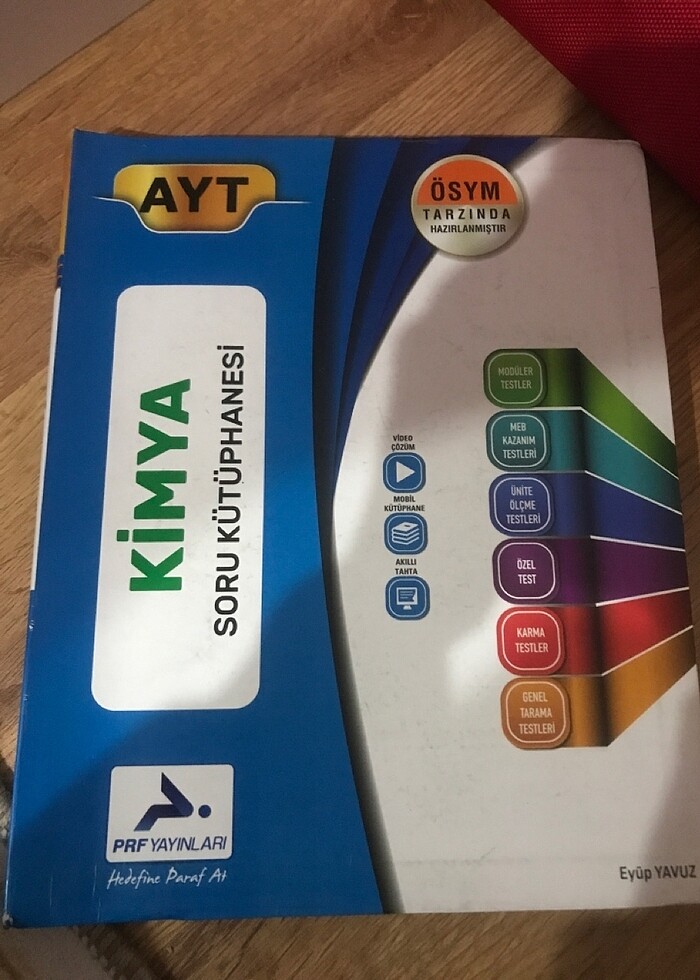 AYT
ÖSYM
TARZINDA
HAZIRLANMIŞTIR
KİMYA
SORU KÜTÜPHANESİ
VİDEO
ÇÖZÜM
MOBİL
KÜTÜPHANE
AKILLI
TAHTA
MODÜLER
TESTLER
MEB
KAZANIM
TESTLERİ
ÜNİTE
ÖLÇME
TESTLERİ
ÖZEL
TEST
KARMA
TESTLER
GENEL
TARAMA
TESTLERİ
PRF YAYINLARI
Hedefine Paraf At
Eyüp YAVUZ